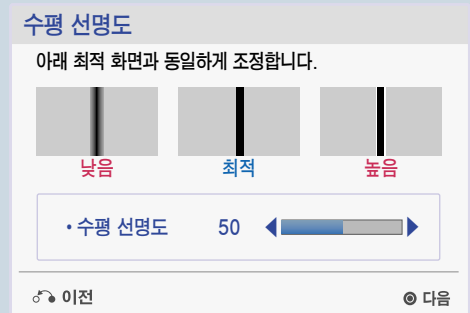 수평 선명도
아래 최적 화면과 동일하게 조정합니다.
낮음 최적 높음
• 수평 선명도 50
이전 다음